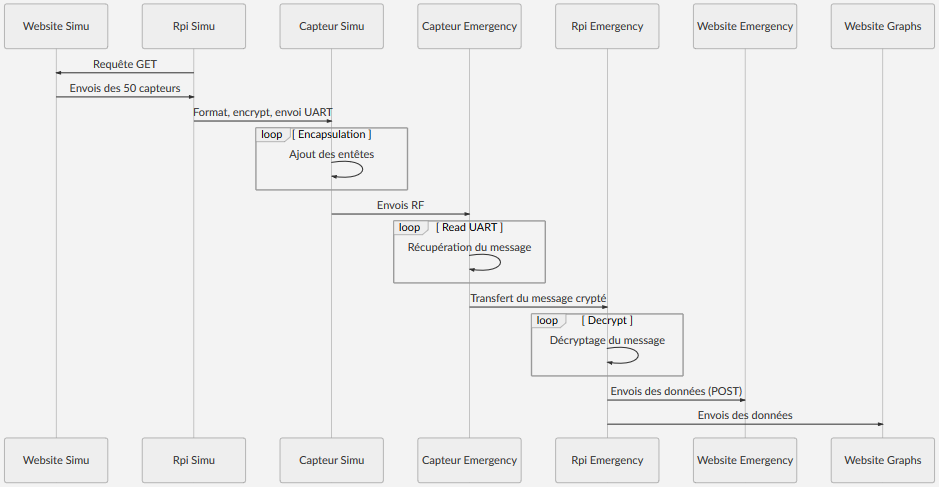 Website Simu
Rpi Simu
Capteur Simu
Capteur Emergency
Rpi Emergency
Website Emergency
Website Graphs
Requête GET
Envois des 50 capteurs
Format, encrypt, envoi UART
loop [ Encapsulation ]
Ajout des entêtes
Envois RF
loop [ Read UART ]
Récupération du message
Transfert du message crypté
loop [ Decrypt ]
Décryptage du message
Envois des données (POST)
Envois des données
Website Simu
Rpi Simu
Capteur Simu
Capteur Emergency
Rpi Emergency
Website Emergency
Website Graphs